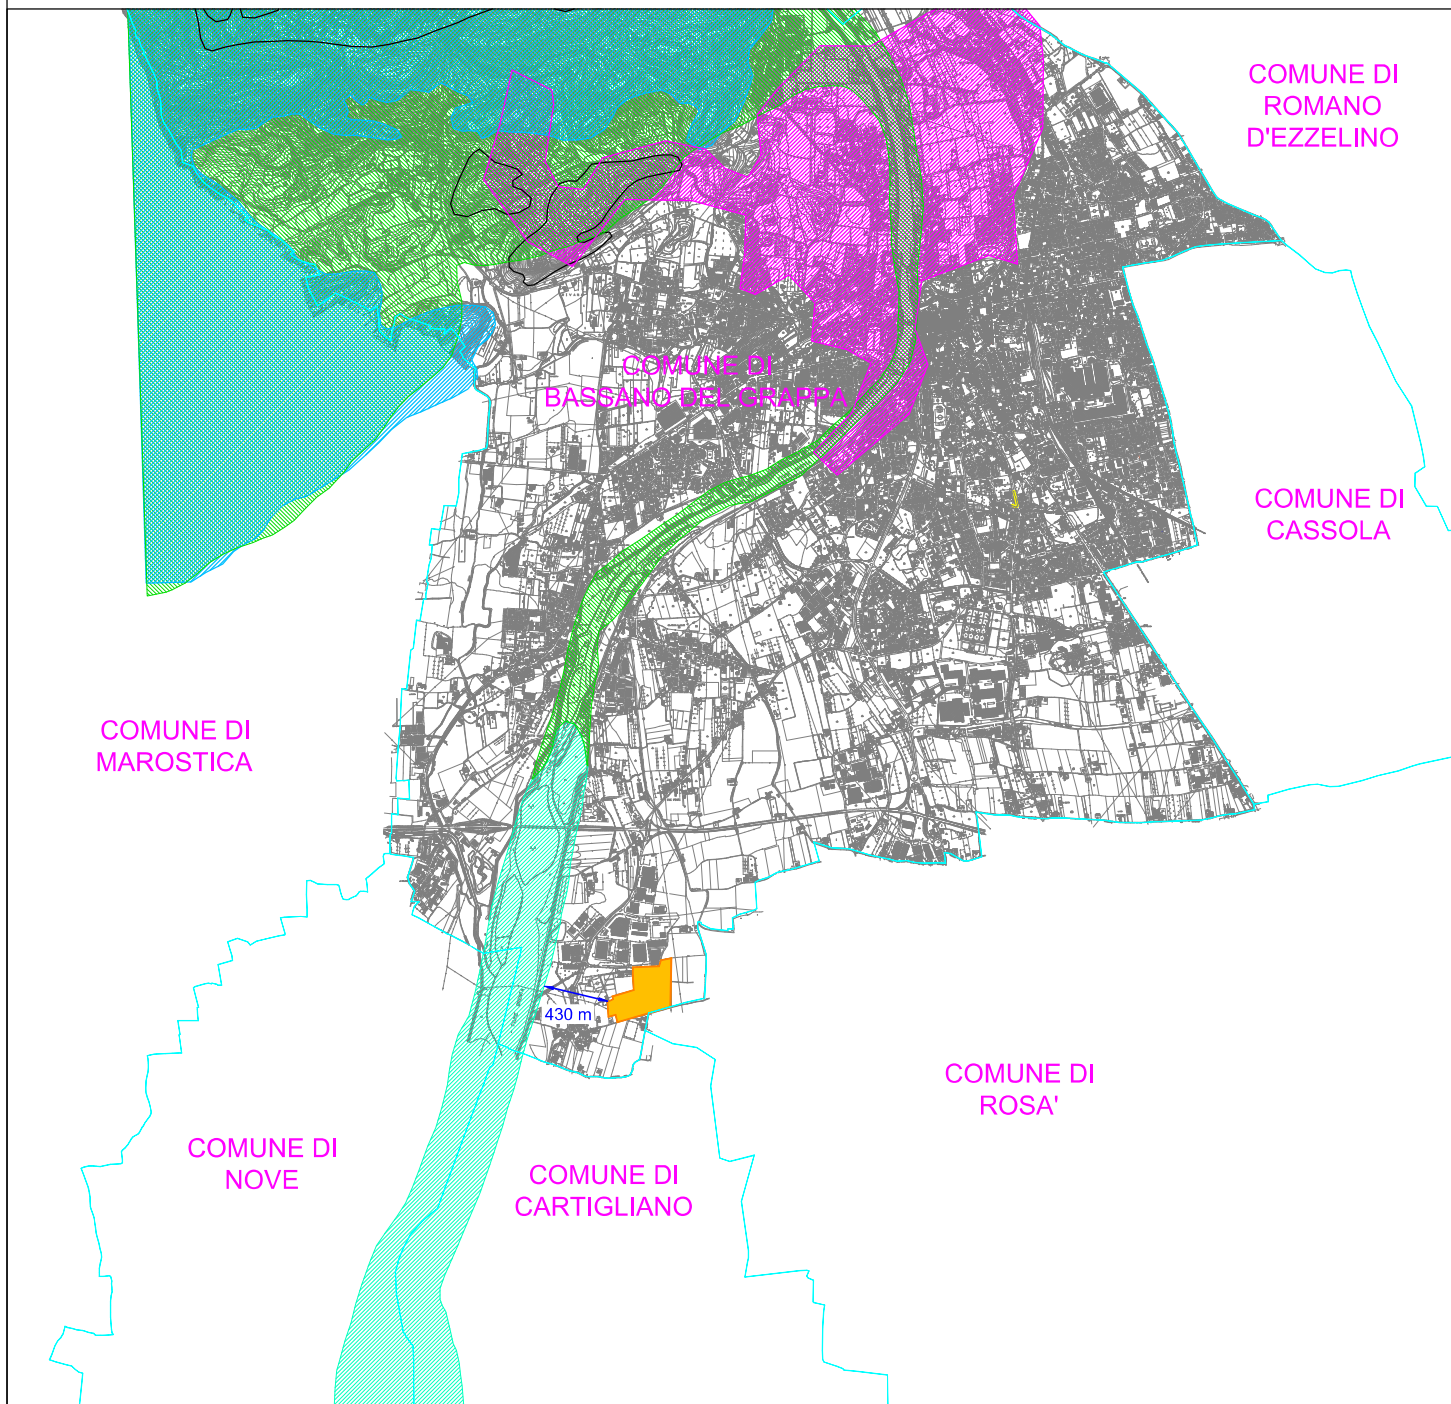 COMUNE DI
ROMANO
D'EZZELINO
COMUNE DI
BASSANO DEL GRAPPA
COMUNE DI
CASSOLA
COMUNE DI
MAROSTICA
430 m
COMUNE DI
ROSA'
COMUNE DI
NOVE
COMUNE DI
CARTIGLIANO